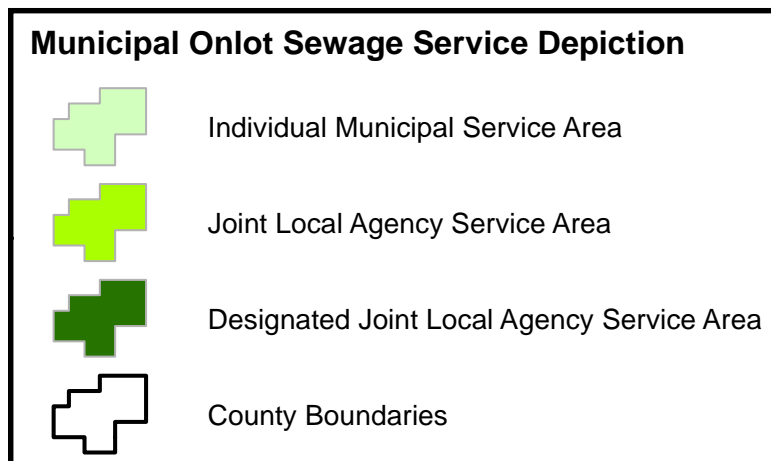 Municipal Onlot Sewage Service Depiction
Individual Municipal Service Area
Joint Local Agency Service Area
Designated Joint Local Agency Service Area
County Boundaries